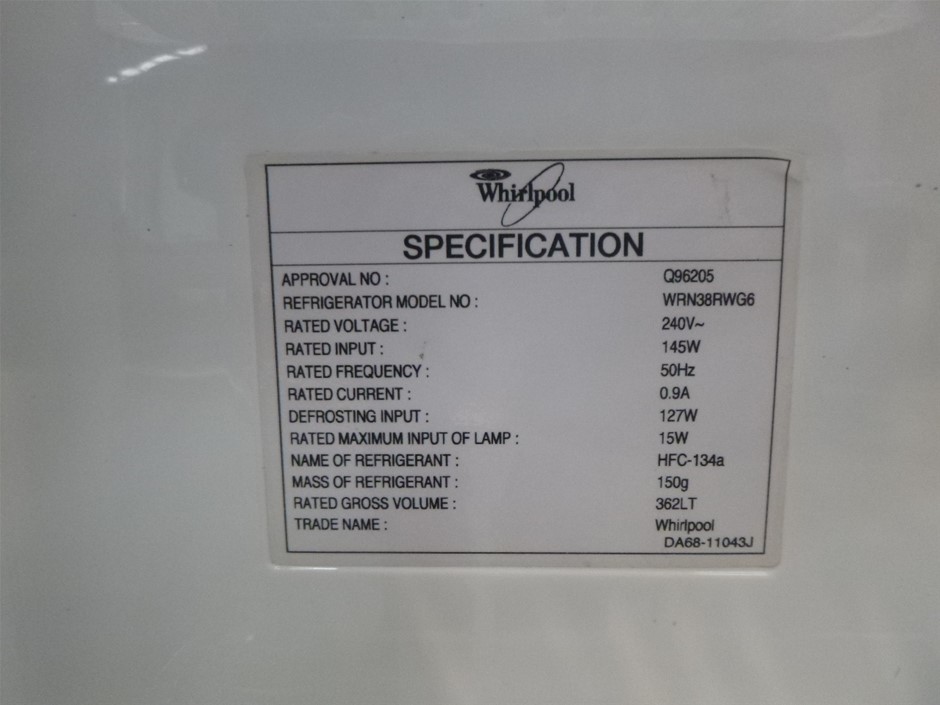 Whirlpool
SPECIFICATION
APPROVAL NO : Q96205
REFRIGERATOR MODEL NO : WRN38RWG6
RATED VOLTAGE : 240V~
RATED INPUT : 145W
RATED FREQUENCY : 50Hz
RATED CURRENT : 0.9A
DEFROSTING INPUT : 127W
RATED MAXIMUM INPUT OF LAMP : 15W
NAME OF REFRIGERANT : HFC-134a
MASS OF REFRIGERANT : 150g
RATED GROSS VOLUME : 362LT
TRADE NAME : Whirlpool
DA68-11043J